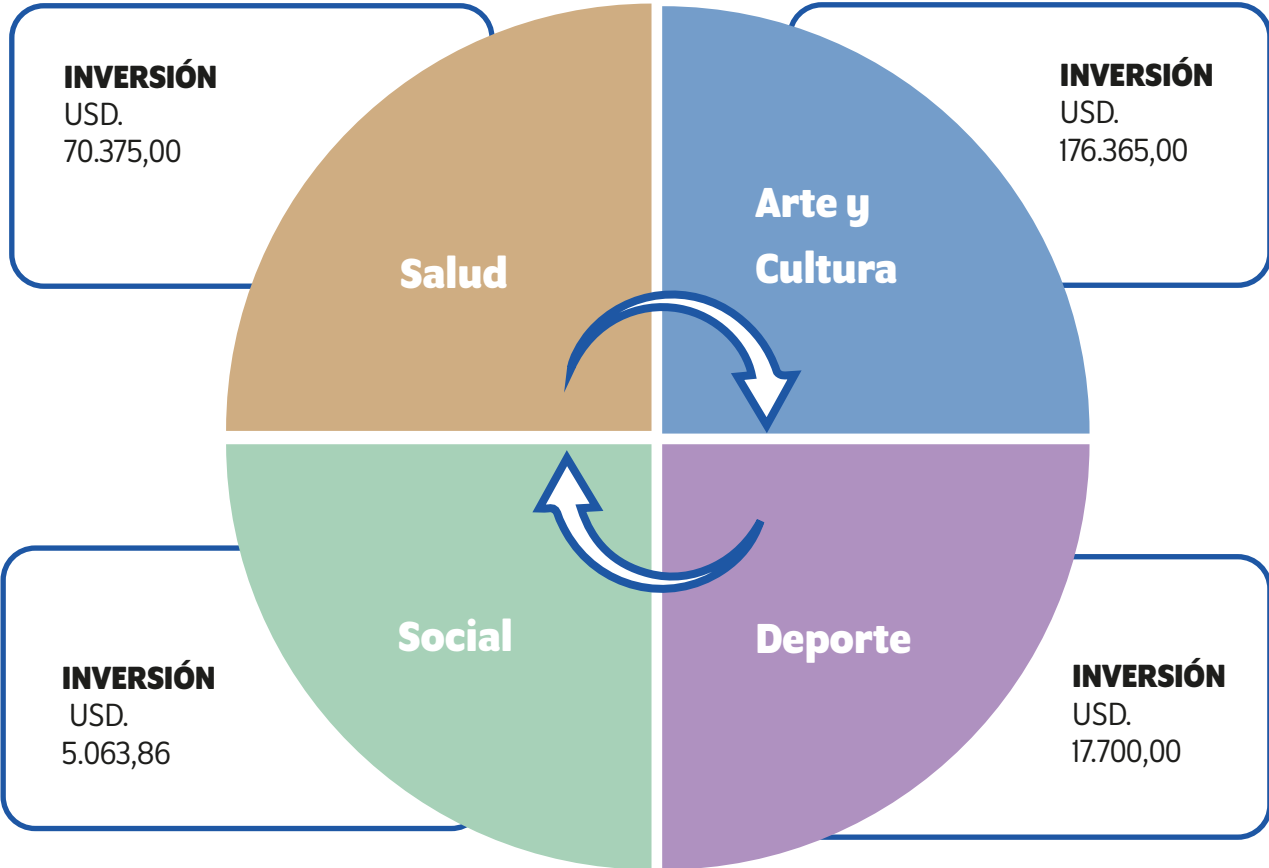 INVERSIÓN
USD.
70.375,00
INVERSIÓN
USD.
176.365,00
Salud
Arte y
Cultura
Social
Deporte
INVERSIÓN
USD.
5.063,86
INVERSIÓN
USD.
17.700,00